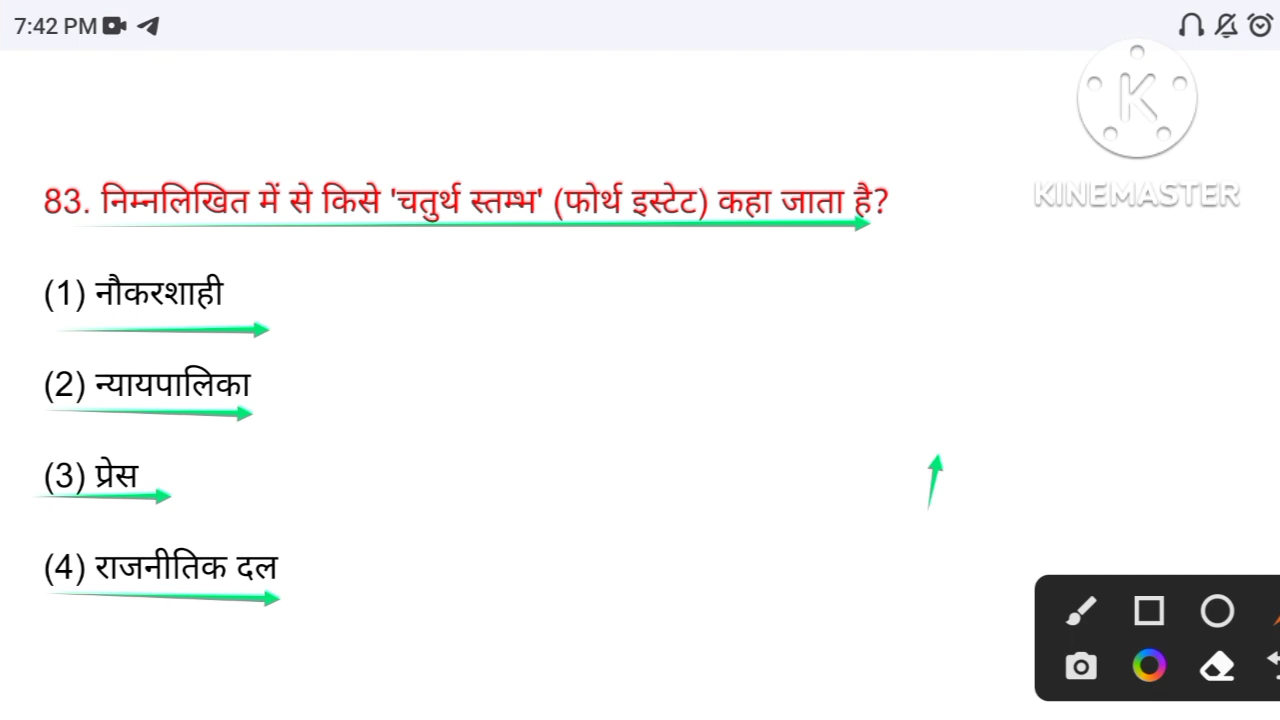 7:42 PM
KINEMASTER
83. निम्नलिखित में से किसे 'चतुर्थ स्तम्भ' (फोर्थ इस्टेट) कहा जाता है?
(1) नौकरशाही
(2) न्यायपालिका
(3) प्रेस
(4) राजनीतिक दल